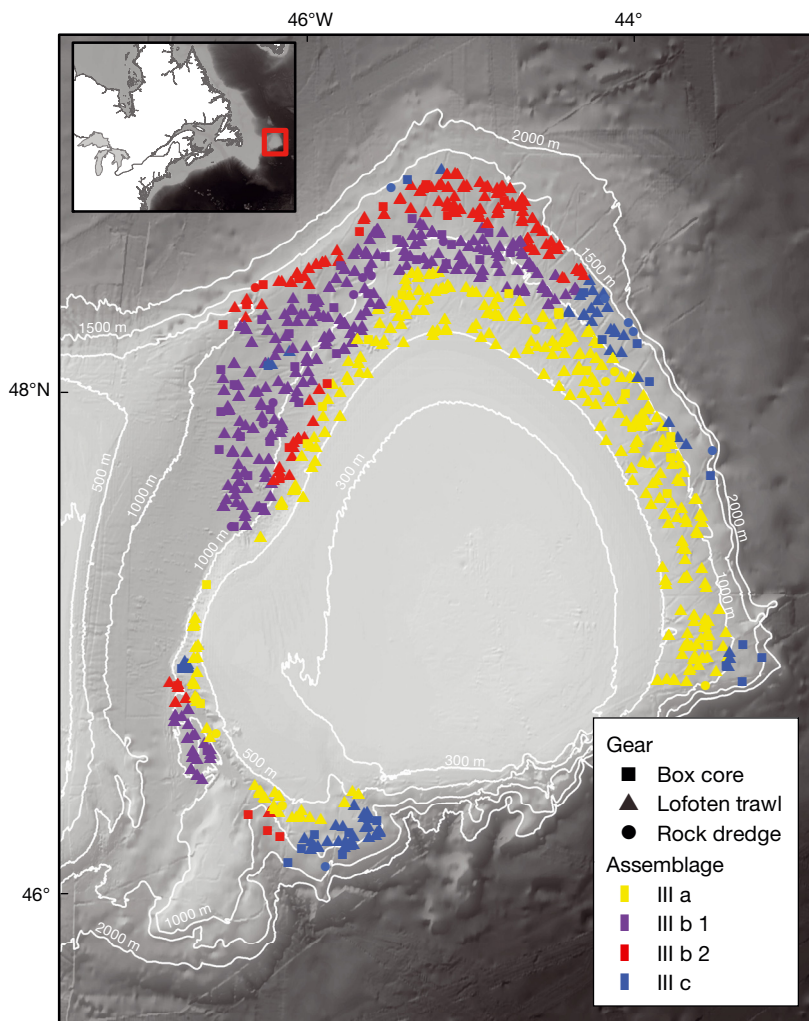 46°W
44°
2000 m
1500 m
1500 m
48°N
500 m
1000 m
300 m
1000 m
2000 m
1000 m
500 m
300 m
1000 m
2000 m
46°
Gear
Box core
Lofoten trawl
Rock dredge
Assemblage
III a
III b 1
III b 2
III c